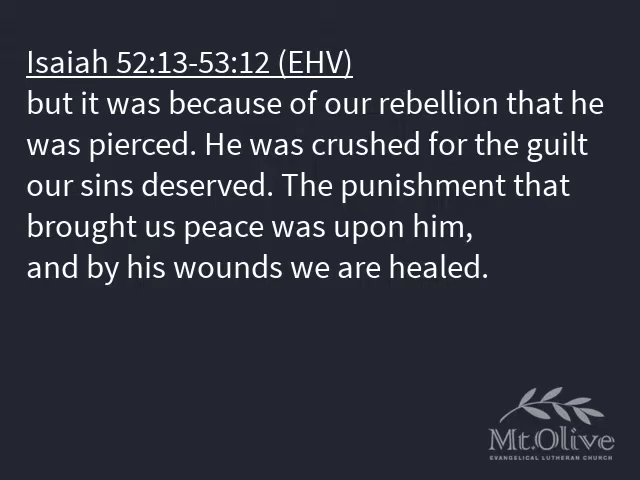 Isaiah 52:13-53:12 (EHV)
but it was because of our rebellion that he
was pierced. He was crushed for the guilt
our sins deserved. The punishment that
brought us peace was upon him,
and by his wounds we are healed.
Mt.Olive
EVANGELICAL LUTHERAN CHURCH